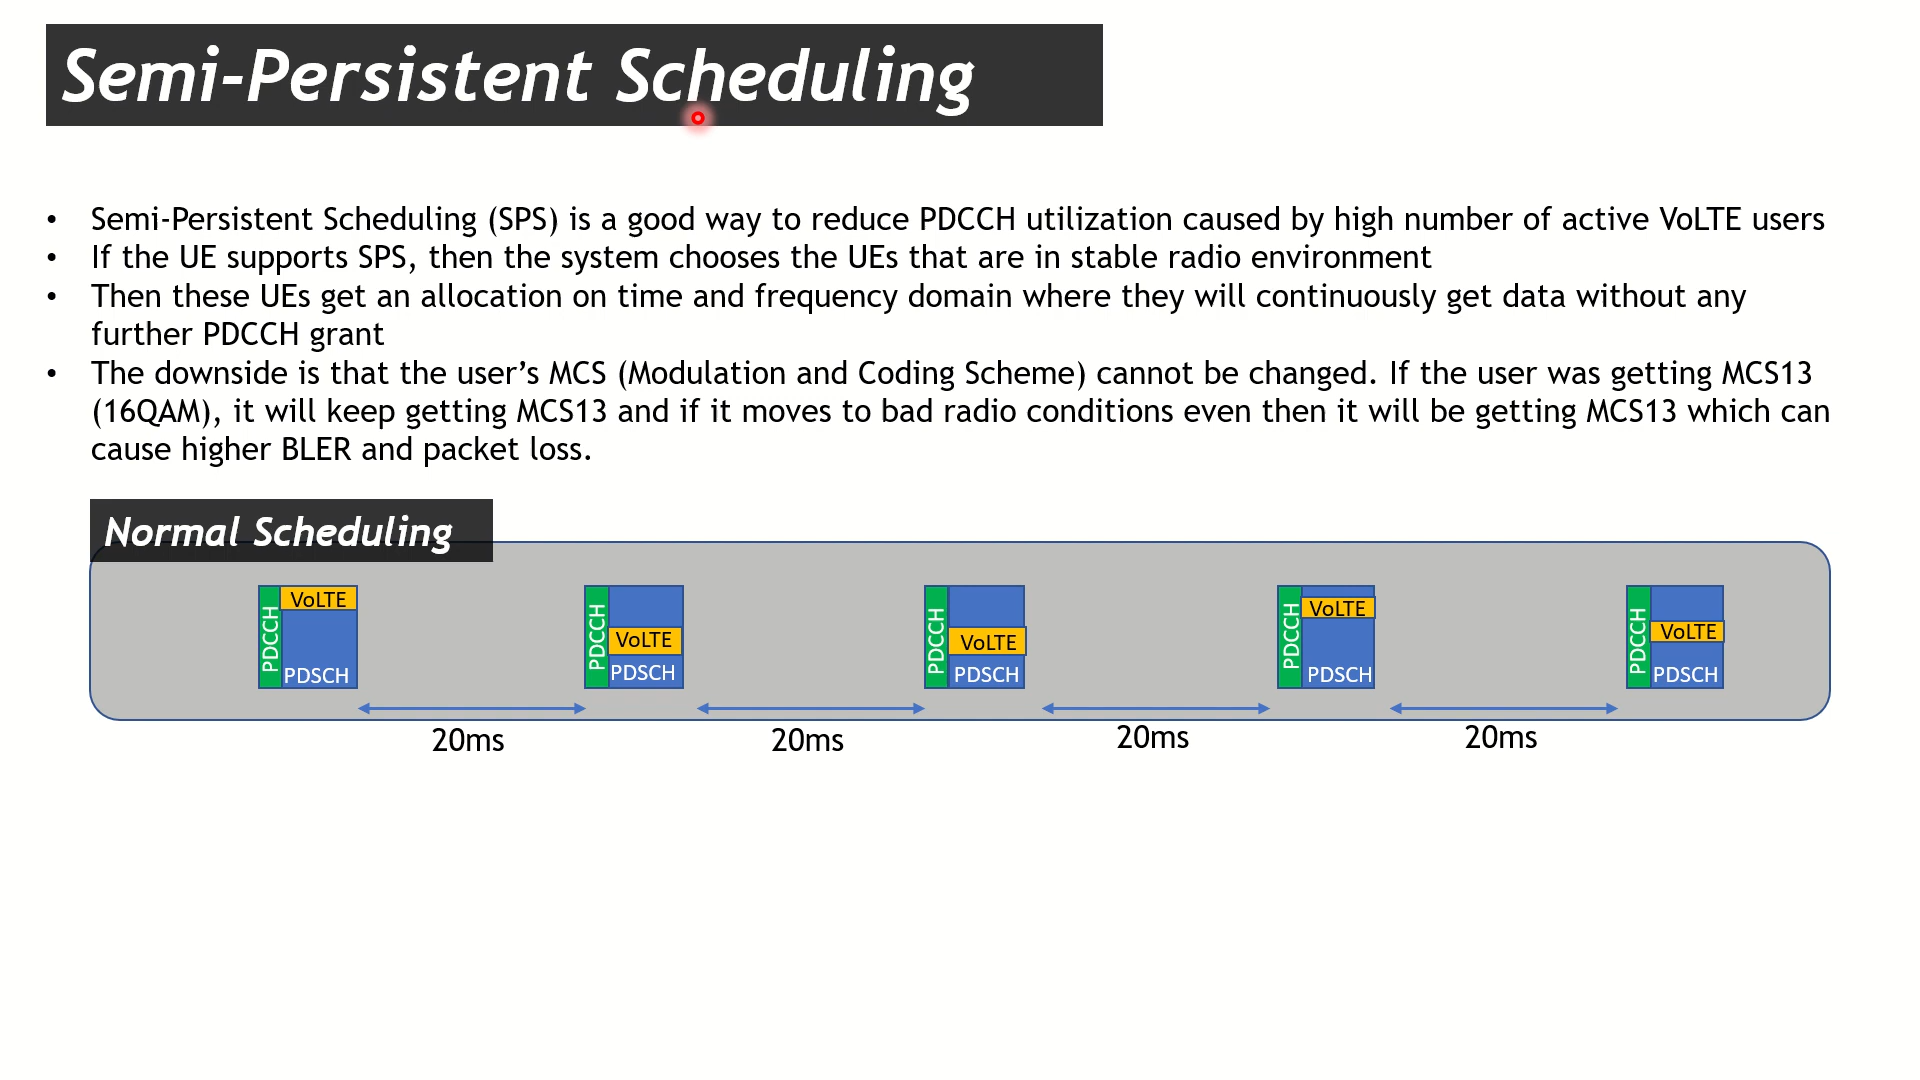 Semi-Persistent Scheduling
• Semi-Persistent Scheduling (SPS) is a good way to reduce PDCCH utilization caused by high number of active VoLTE users
• If the UE supports SPS, then the system chooses the UEs that are in stable radio environment
• Then these UEs get an allocation on time and frequency domain where they will continuously get data without any
further PDCCH grant
• The downside is that the user’s MCS (Modulation and Coding Scheme) cannot be changed. If the user was getting MCS13
(16QAM), it will keep getting MCS13 and if it moves to bad radio conditions even then it will be getting MCS13 which can
cause higher BLER and packet loss.
Normal Scheduling
PDCCH
VoLTE
PDSCH
PDCCH
VoLTE
PDSCH
PDCCH
VoLTE
PDSCH
PDCCH
VoLTE
PDSCH
PDCCH
VoLTE
PDSCH
20ms
20ms
20ms
20ms